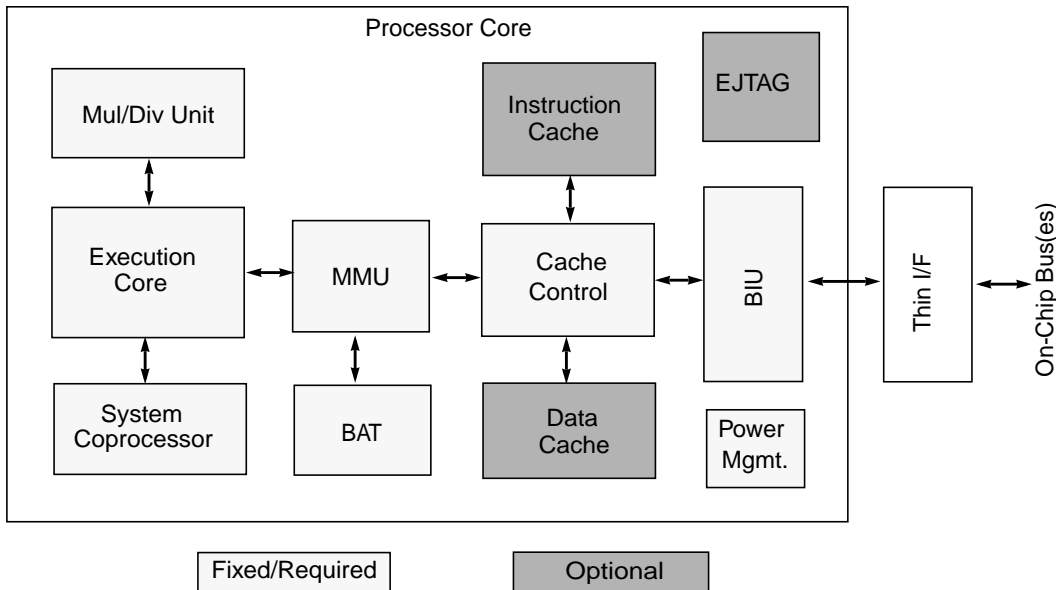 Processor Core
Mul/Div Unit
Instruction
Cache
EJTAG
Execution
Core
MMU
Cache
Control
BIU
Thin I/F
On-Chip Bus(es)
System
Coprocessor
BAT
Data
Cache
Power
Mgmt.
Fixed/Required
Optional